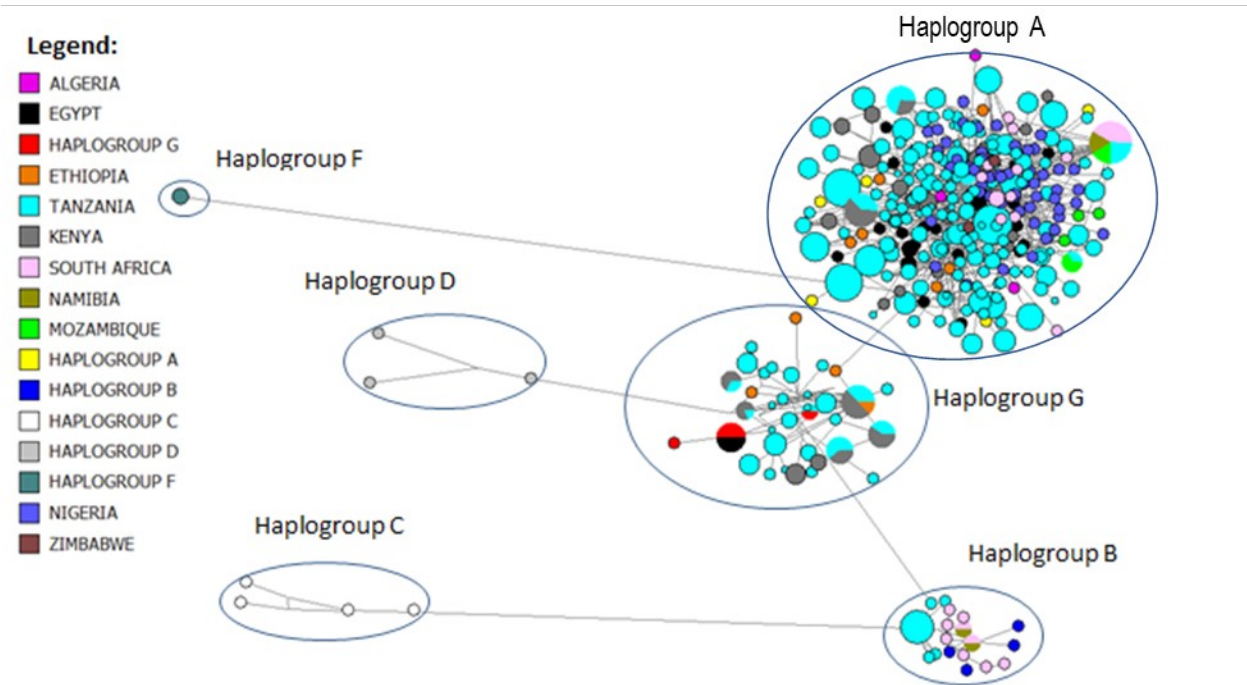 Legend:
ALGERIA
EGYPT
HAPLOGROUP G
ETHIOPIA
TANZANIA
KENYA
SOUTH AFRICA
NAMIBIA
MOZAMBIQUE
HAPLOGROUP A
HAPLOGROUP B
HAPLOGROUP C
HAPLOGROUP D
HAPLOGROUP F
NIGERIA
ZIMBABWE
Haplogroup A
Haplogroup F
Haplogroup D
Haplogroup G
Haplogroup C
Haplogroup B